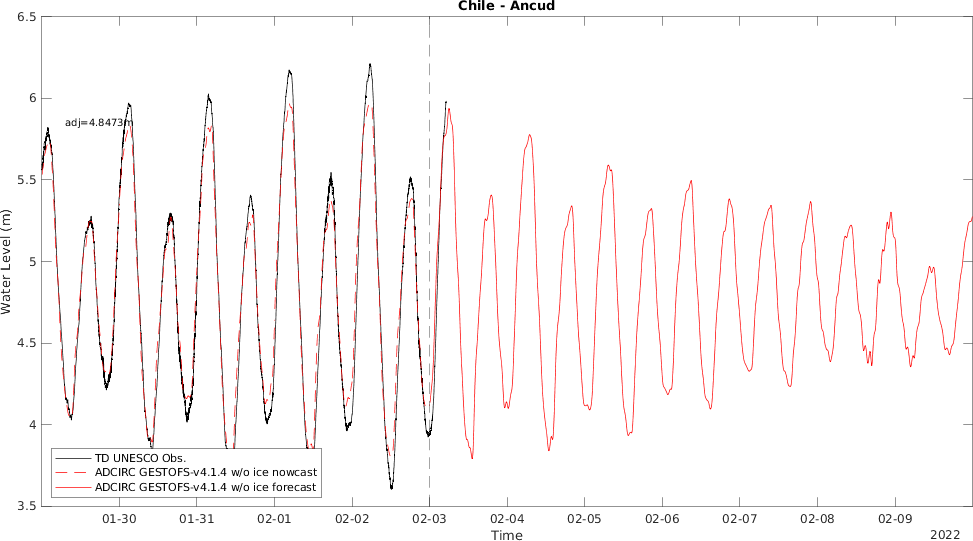 Chile - Ancud
6.5
6
5.5
5
4.5
4
3.5
Water Level (m)
adj=4.8473m
TD UNESCO Obs.
ADCIRC GESTOFS-v4.1.4 w/o ice nowcast
ADCIRC GESTOFS-v4.1.4 w/o ice forecast
01-30 01-31 02-01 02-02 02-03 02-04 02-05 02-06 02-07 02-08 02-09
Time
2022